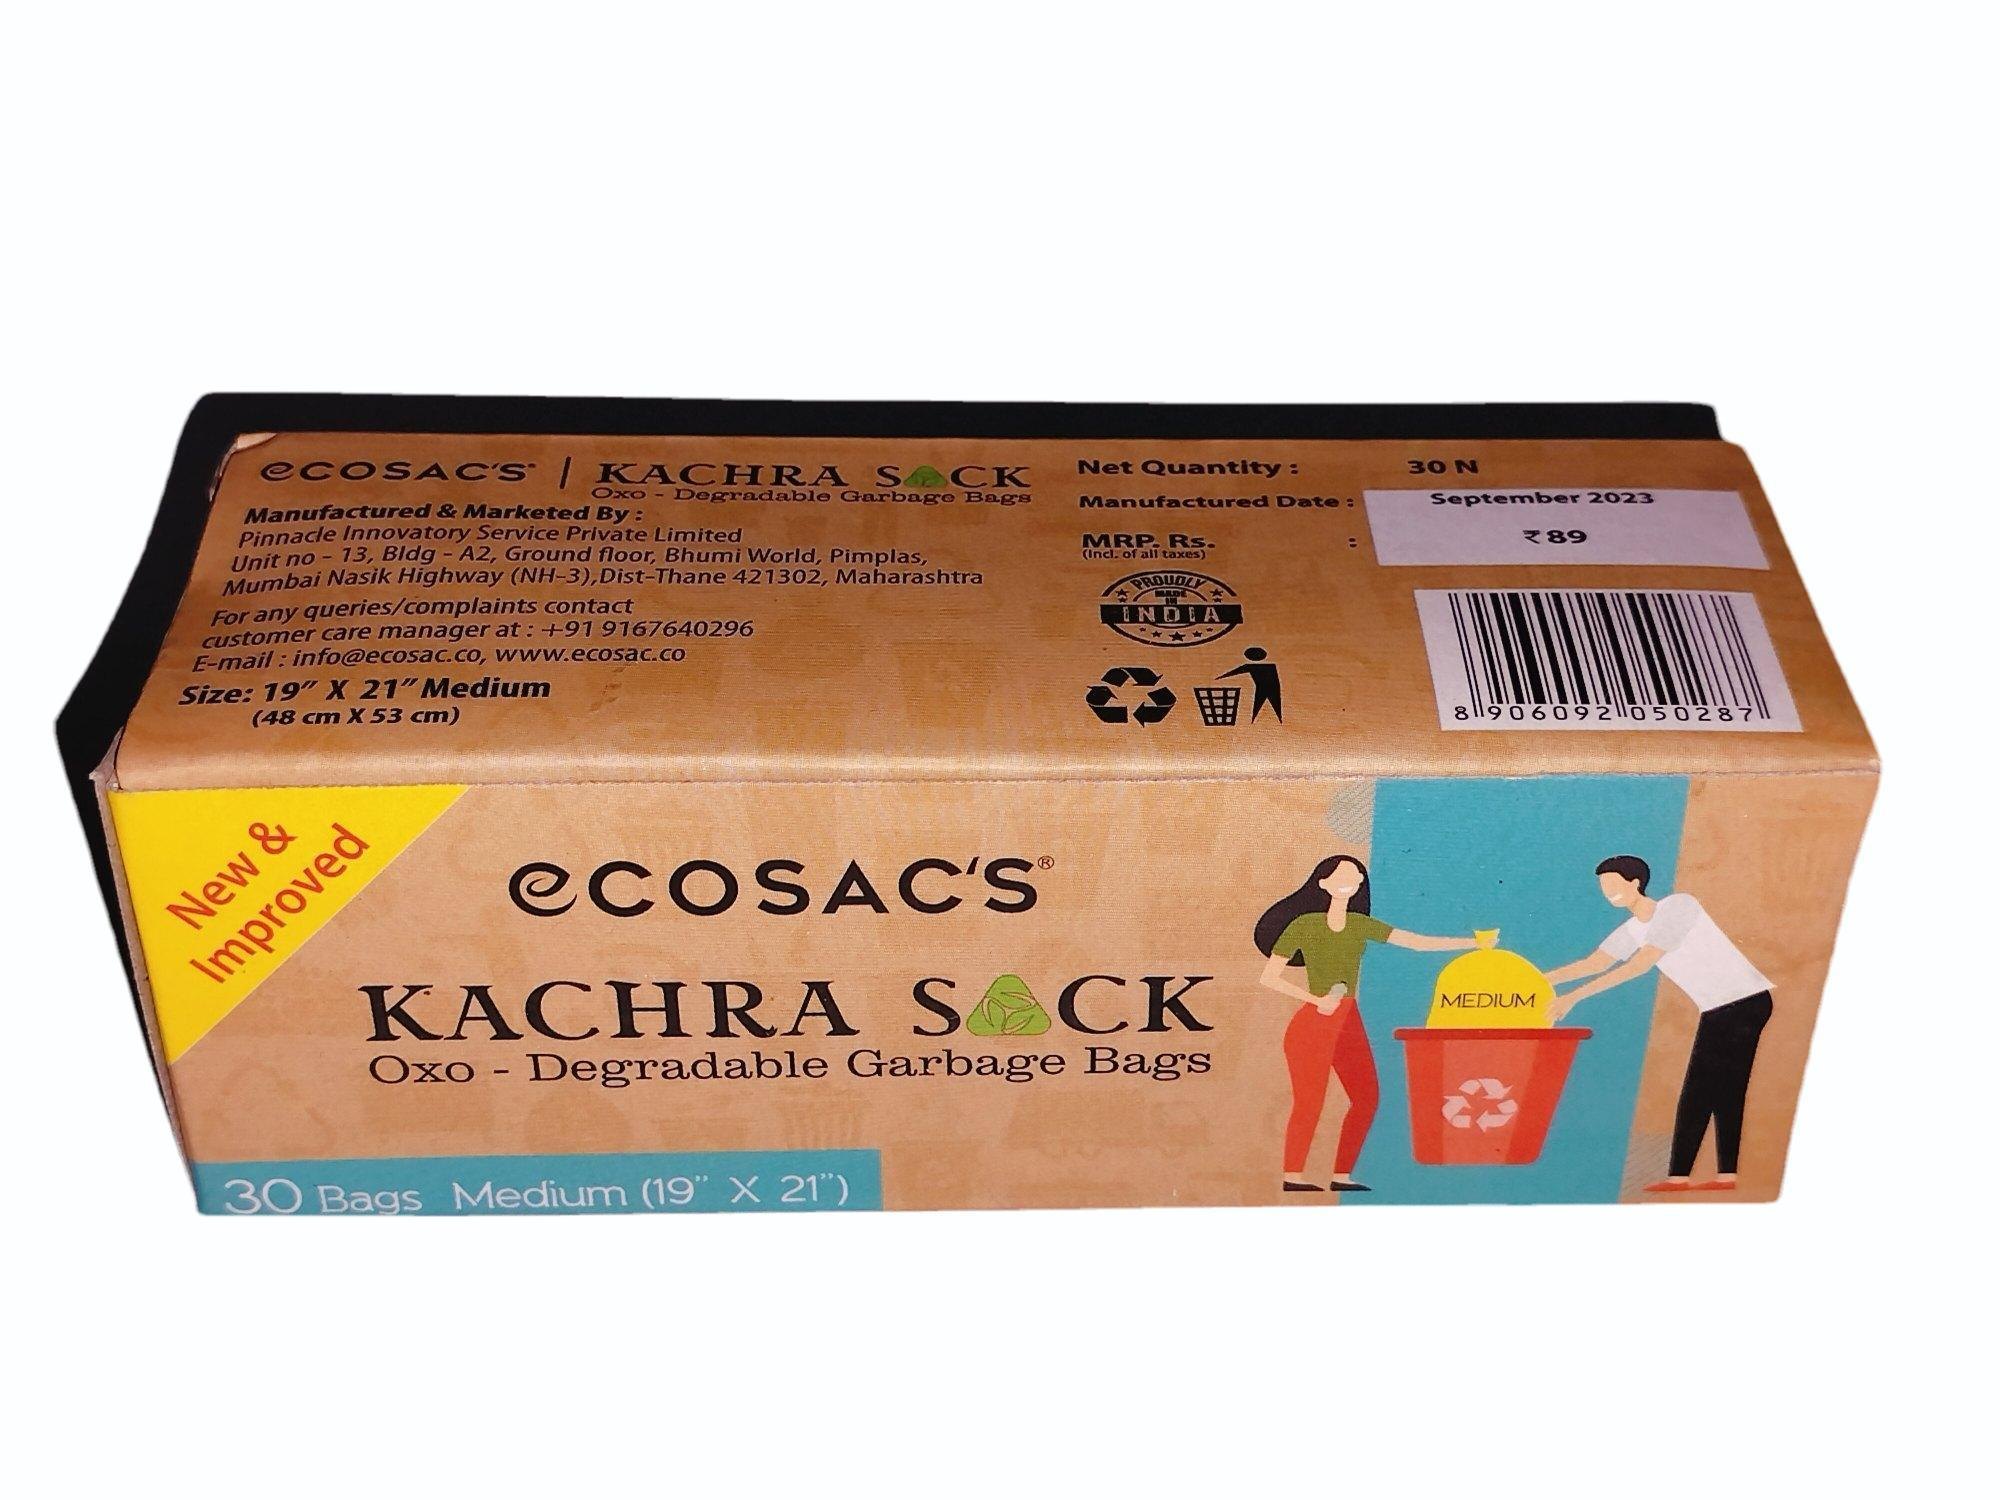 ecosac's | KACHRA SACK
Oxo - Degradable Garbage Bags
Manufactured & Marketed By :
Pinnacle Innovatory Service Private Limited
Unit no - 13, Bldg - A2, Ground floor, Bhumi World, Pimplas,
Mumbai Nasik Highway (NH-3),Dist-Thane 421302, Maharashtra
For any queries/complaints contact
customer care manager at : +91 9167640296
E-mail : info@ecosac.co, www.ecosac.co
Size: 19” X 21” Medium
(48 cm X 53 cm)
Net Quantity : 30 N
Manufactured Date : September 2023
MRP. Rs. : ₹ 89
(Incl. of all taxes)
PROUDLY
MADE
IN
INDIA
8 906092 050287
New &
Improved
ecosac's®
KACHRA SACK
Oxo - Degradable Garbage Bags
30 Bags Medium (19” X 21”)
MEDIUM